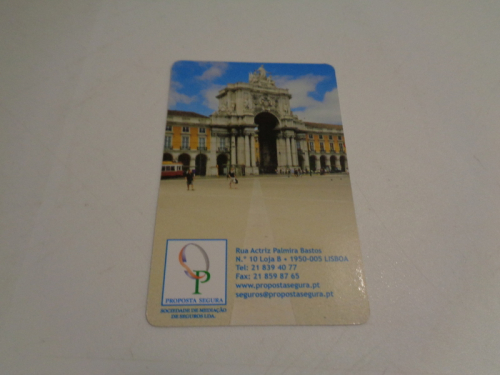 P
PROPOSTA SEGURA
SOCIEDADE DE MEDIAÇÃO
DE SEGUROS LDA.
Rua Actriz Palmira Bastos
N.º 10 Loja B • 1950-005 LISBOA
Tel: 21 839 40 77
Fax: 21 859 87 65
www.propostasegura.pt
seguros@propostasegura.pt